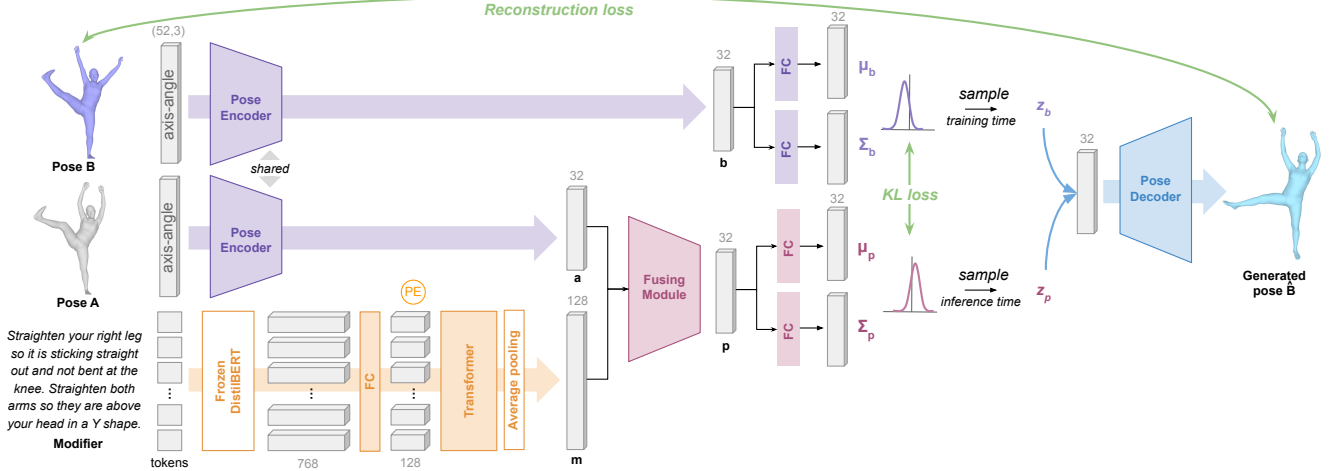 Reconstruction loss
(52,3)
axis-angle
Pose
Encoder
Pose B
shared
32
b
FC
32
μb
FC
Σb
sample
training time
zb
KL loss
axis-angle
Pose
Encoder
Pose A
32
a
Fusing
Module
32
p
FC
32
μp
FC
Σp
sample
inference time
zp
32
Pose
Decoder
Generated
pose B̂
Straighten your right leg
so it is sticking straight
out and not bent at the
knee. Straighten both
arms so they are above
your head in a Y shape.
Modifier
tokens
Frozen
DistilBERT
768
FC
PE
128
Transformer
Average pooling
128
m